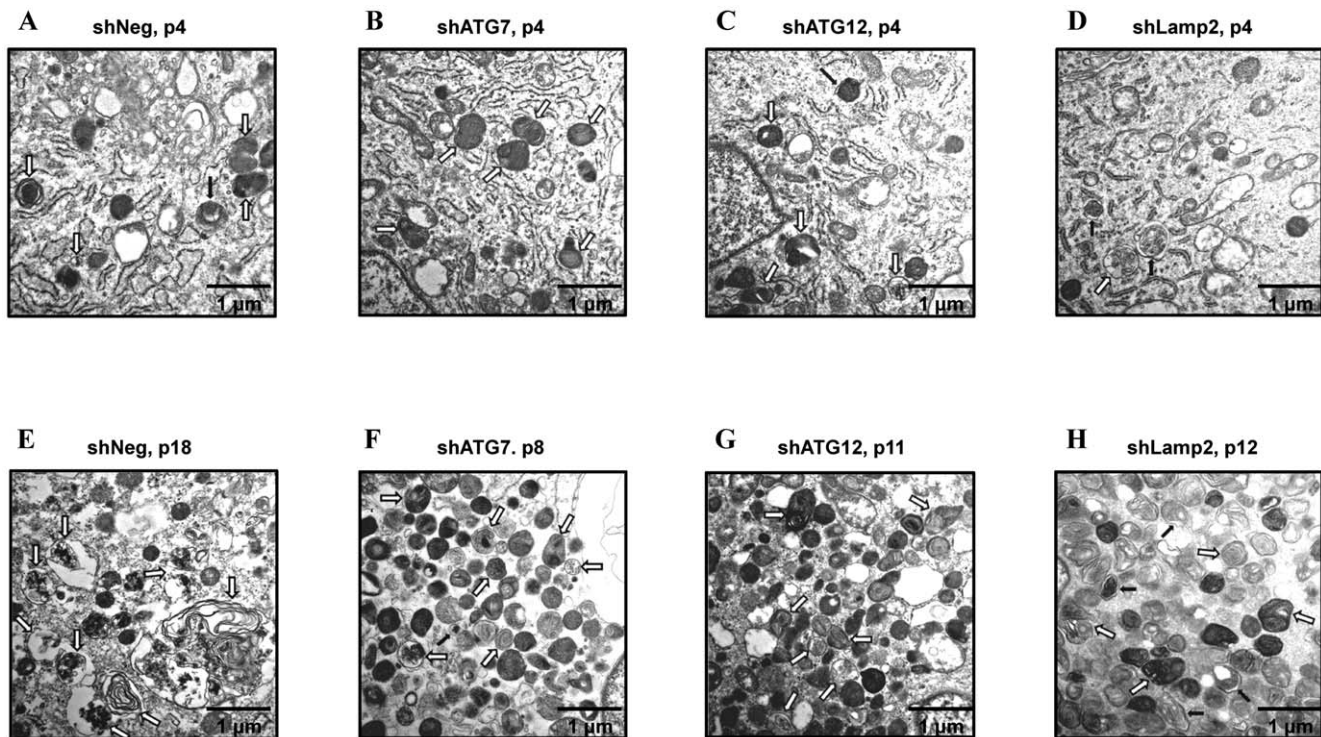 A
shNeg, p4
1 µm
B
shATG7, p4
1 µm
C
shATG12, p4
1 µm
D
shLamp2, p4
1 µm
E
shNeg, p18
1 µm
F
shATG7. p8
1 µm
G
shATG12, p11
1 µm
H
shLamp2, p12
1 µm